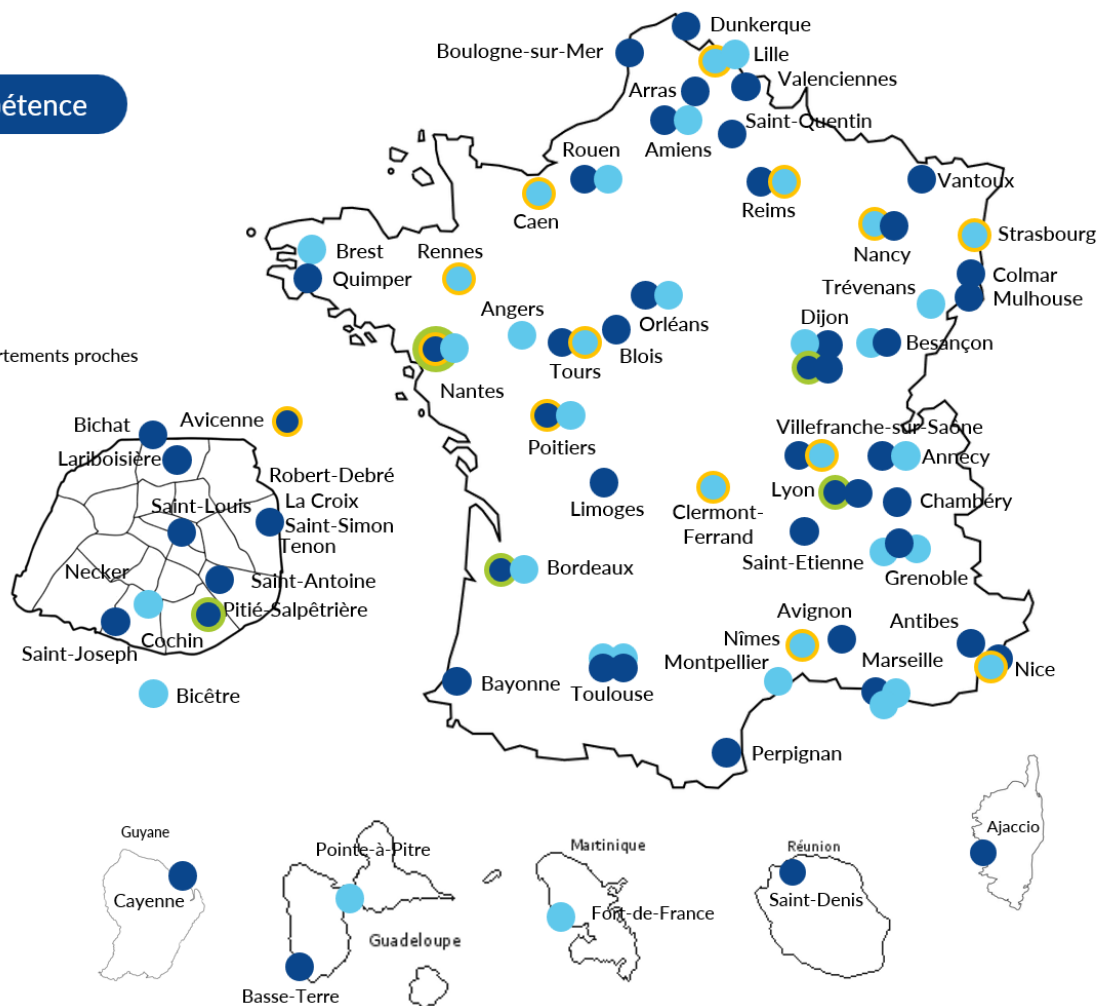 Dunkerque
Boulogne-sur-Mer
Lille
pétence
Arras
Valenciennes
Saint-Quentin
Rouen
Amiens
Vantoux
Caen
Reims
Brest
Rennes
Nancy
Strasbourg
Quimper
Colmar
Trévenans
Mulhouse
Angers
Orléans
Dijon
Blois
Besançon
rtements proches
Tours
Nantes
Bichat
Avicenne
Villefranche-sur-Saône
Poitiers
Lariboisière
Annecy
Robert-Debré
Lyon
La Croix
Saint-Simon
Chambéry
Saint-Louis
Limoges
Clermont-
Ferrand
Tenon
Saint-Etienne
Necker
Bordeaux
Grenoble
Saint-Antoine
Pitié-Salpêtrière
Avignon
Antibes
Cochin
Nîmes
Saint-Joseph
Montpellier
Marseille
Nice
Bicêtre
Bayonne
Toulouse
Perpignan
Guyane
Pointe-à-Pitre
Martinique
Réunion
Ajaccio
Cayenne
Saint-Denis
Fort-de-France
Guadeloupe
Basse-Terre